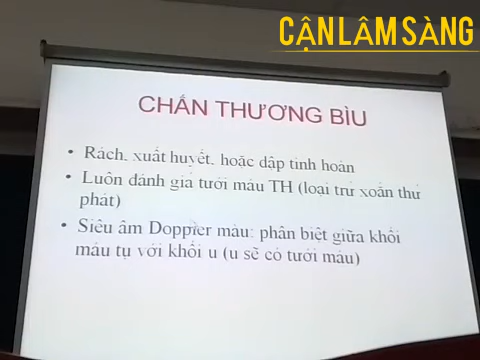 CẬN LÂM SÀNG
CHẤN THƯƠNG BÌU
• Rách, xuất huyết, hoặc dập tinh hoàn
• Luôn đánh giá tưới máu TH (loại trừ xoắn thứ
phát)
• Siêu âm Doppler màu: phân biệt giữa khối
máu tụ với khối u (u sẽ có tưới máu)